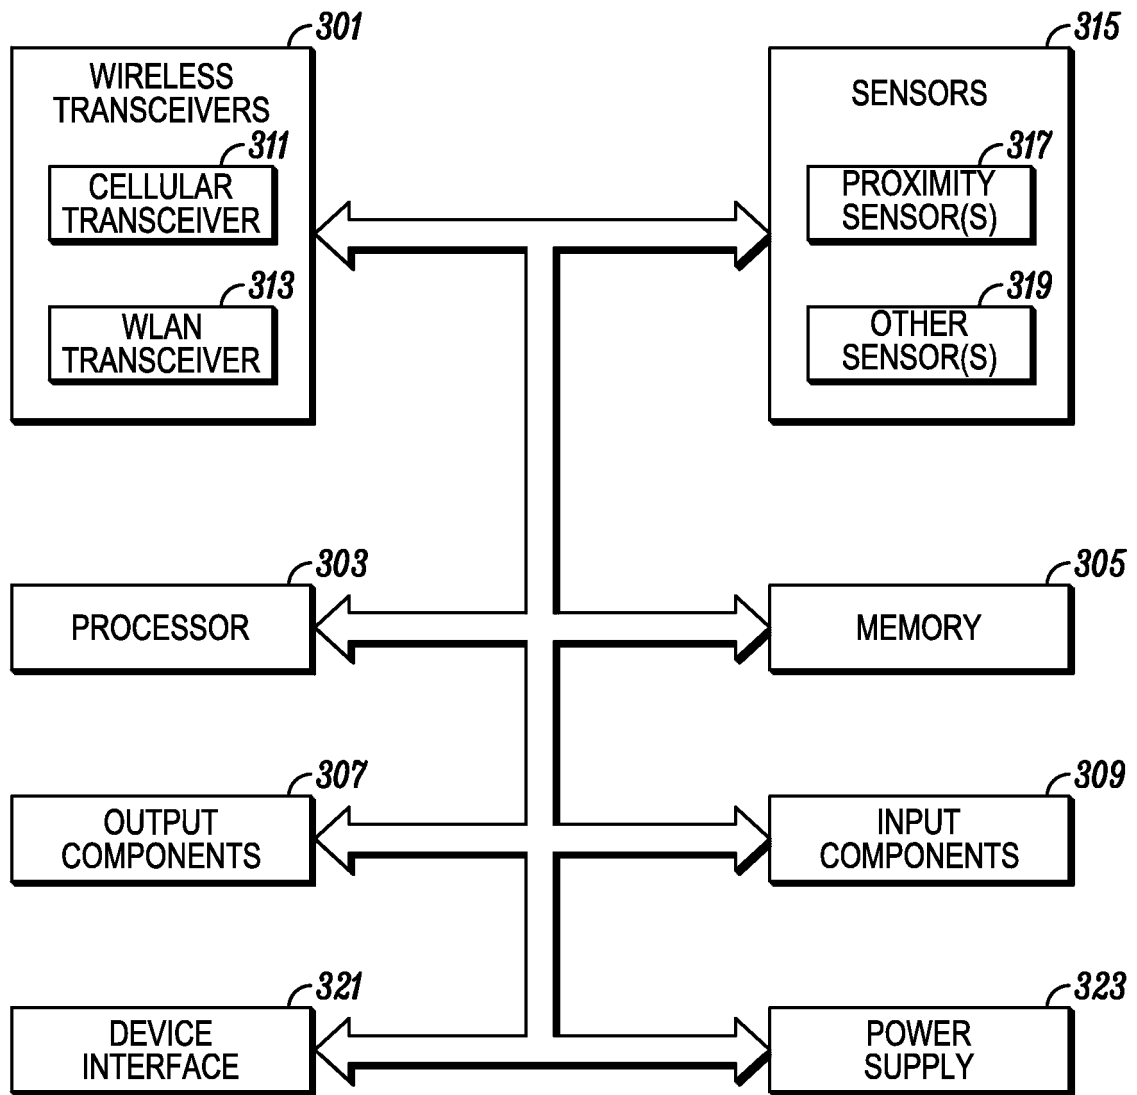 301
WIRELESS
TRANSCEIVERS
311
CELLULAR
TRANSCEIVER
313
WLAN
TRANSCEIVER
315
SENSORS
317
PROXIMITY
SENSOR(S)
319
OTHER
SENSOR(S)
303
PROCESSOR
305
MEMORY
307
OUTPUT
COMPONENTS
309
INPUT
COMPONENTS
321
DEVICE
INTERFACE
323
POWER
SUPPLY